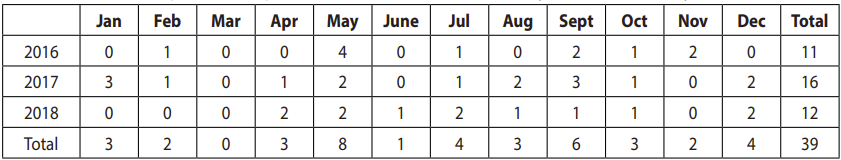 Jan Feb Mar Apr May June Jul Aug Sept Oct Nov Dec Total
2016 0 1 0 0 4 0 1 0 2 1 2 0 11
2017 3 1 0 1 2 0 1 2 3 1 0 2 16
2018 0 0 0 2 2 1 2 1 1 1 0 2 12
Total 3 2 0 3 8 1 4 3 6 3 2 4 39